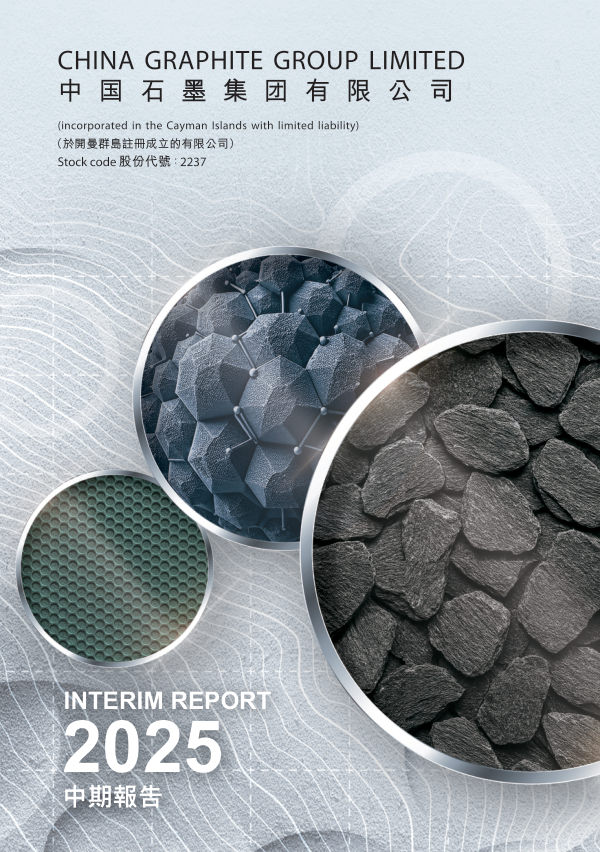 CHINA GRAPHITE GROUP LIMITED
中国石墨集团有限公司
(incorporated in the Cayman Islands with limited liability)
(於開曼群島註冊成立的有限公司)
Stock code 股份代號：2237
INTERIM REPORT
2025
中期報告